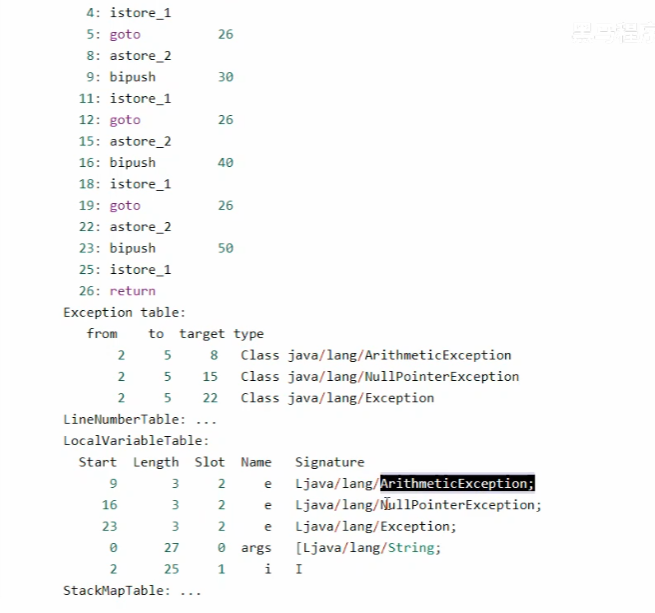 4: istore_1
5: goto 26
8: astore_2
9: bipush 30
11: istore_1
12: goto 26
15: astore_2
16: bipush 40
18: istore_1
19: goto 26
22: astore_2
23: bipush 50
25: istore_1
26: return
Exception table:
from to target type
2 5 8 Class java/lang/ArithmeticException
2 5 15 Class java/lang/NullPointerException
2 5 22 Class java/lang/Exception
LineNumberTable: ...
LocalVariableTable:
Start Length Slot Name Signature
9 3 2 e Ljava/lang/ArithmeticException;
16 3 2 e Ljava/lang/NullPointerException;
23 3 2 e Ljava/lang/Exception;
0 27 0 args [Ljava/lang/String;
2 25 1 i I
StackMapTable: ...